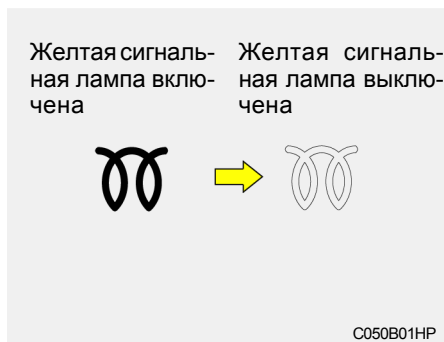 Желтая сигналь-
ная лампа вклю-
чена
Желтая сигналь-
ная лампа выклю-
чена
C050B01HP